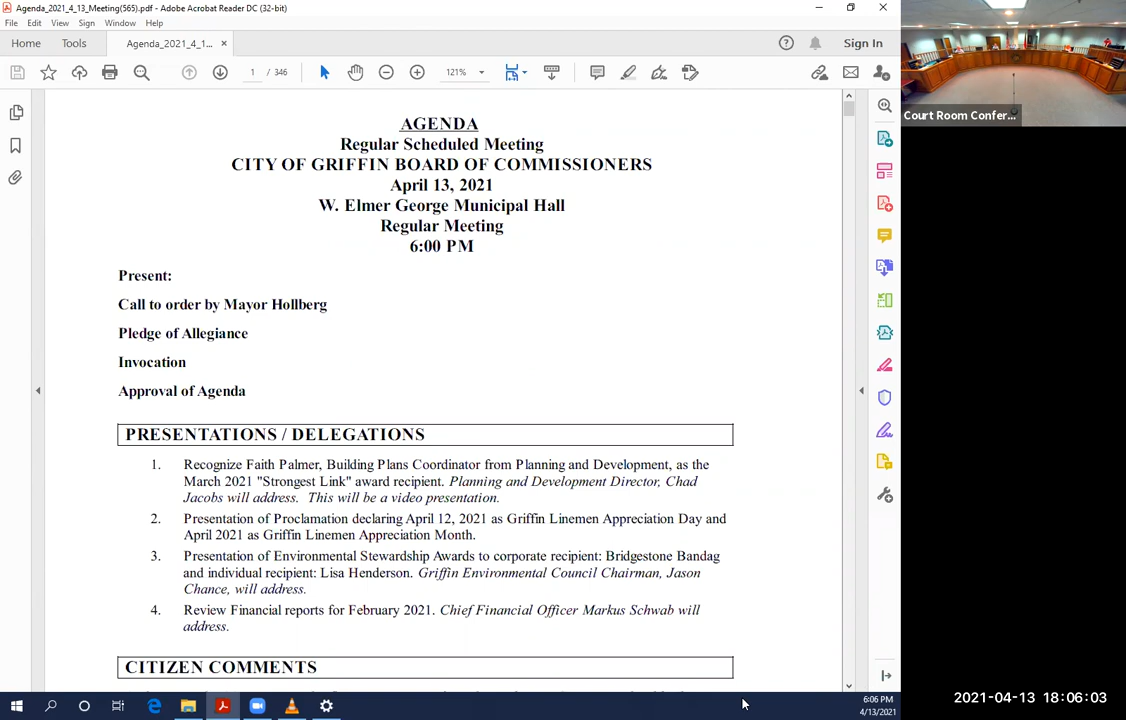 Agenda_2021_4_13_Meeting(565).pdf - Adobe Acrobat Reader DC (32-bit)
File Edit View Sign Window Help
Home Tools Agenda_2021_4_1... × Sign In
1 / 346 121%
AGENDA
Regular Scheduled Meeting
CITY OF GRIFFIN BOARD OF COMMISSIONERS
April 13, 2021
W. Elmer George Municipal Hall
Regular Meeting
6:00 PM
Present:
Call to order by Mayor Hollberg
Pledge of Allegiance
Invocation
Approval of Agenda
PRESENTATIONS / DELEGATIONS
1. Recognize Faith Palmer, Building Plans Coordinator from Planning and Development, as the
March 2021 "Strongest Link" award recipient. Planning and Development Director, Chad
Jacobs will address. This will be a video presentation.
2. Presentation of Proclamation declaring April 12, 2021 as Griffin Linemen Appreciation Day and
April 2021 as Griffin Linemen Appreciation Month.
3. Presentation of Environmental Stewardship Awards to corporate recipient: Bridgestone Bandag
and individual recipient: Lisa Henderson. Griffin Environmental Council Chairman, Jason
Chance, will address.
4. Review Financial reports for February 2021. Chief Financial Officer Markus Schwab will
address.
CITIZEN COMMENTS
Court Room Confer...
6:06 PM
4/13/2021
2021-04-13 18:06:03